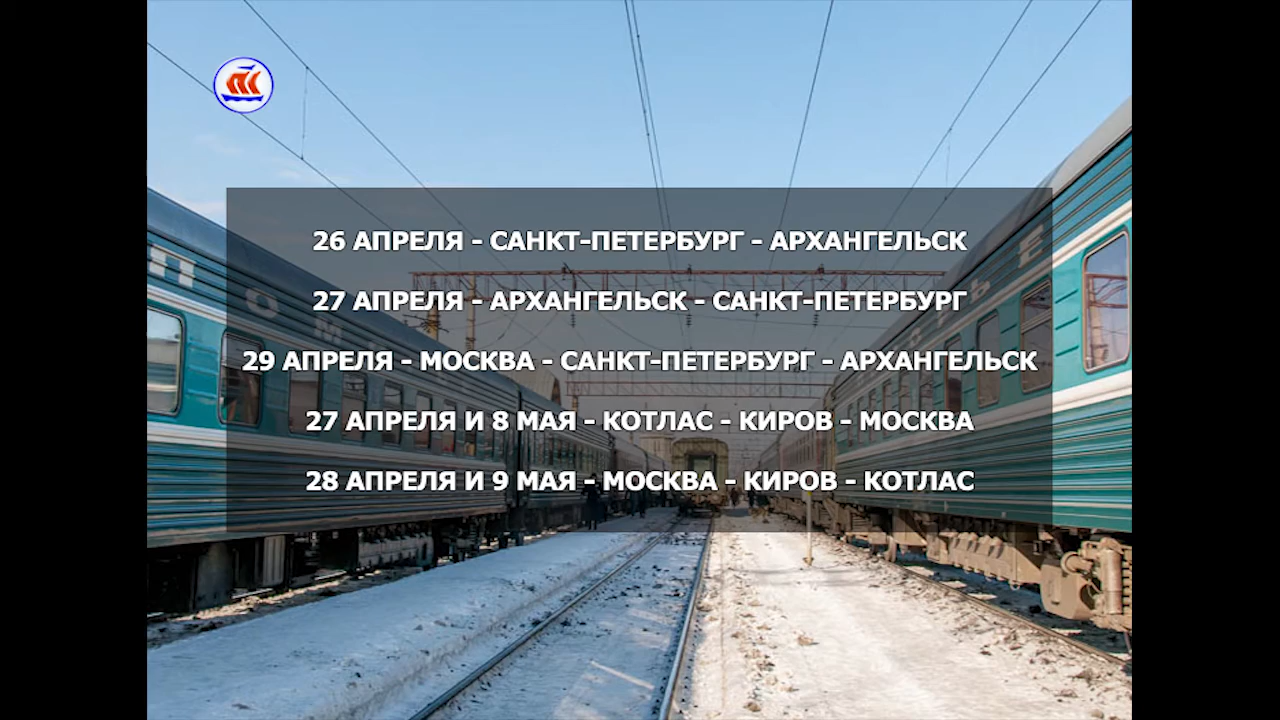 26 АПРЕЛЯ - САНКТ-ПЕТЕРБУРГ - АРХАНГЕЛЬСК
27 АПРЕЛЯ - АРХАНГЕЛЬСК - САНКТ-ПЕТЕРБУРГ
29 АПРЕЛЯ - МОСКВА - САНКТ-ПЕТЕРБУРГ - АРХАНГЕЛЬСК
27 АПРЕЛЯ И 8 МАЯ - КОТЛАС - КИРОВ - МОСКВА
28 АПРЕЛЯ И 9 МАЯ - МОСКВА - КИРОВ - КОТЛАС